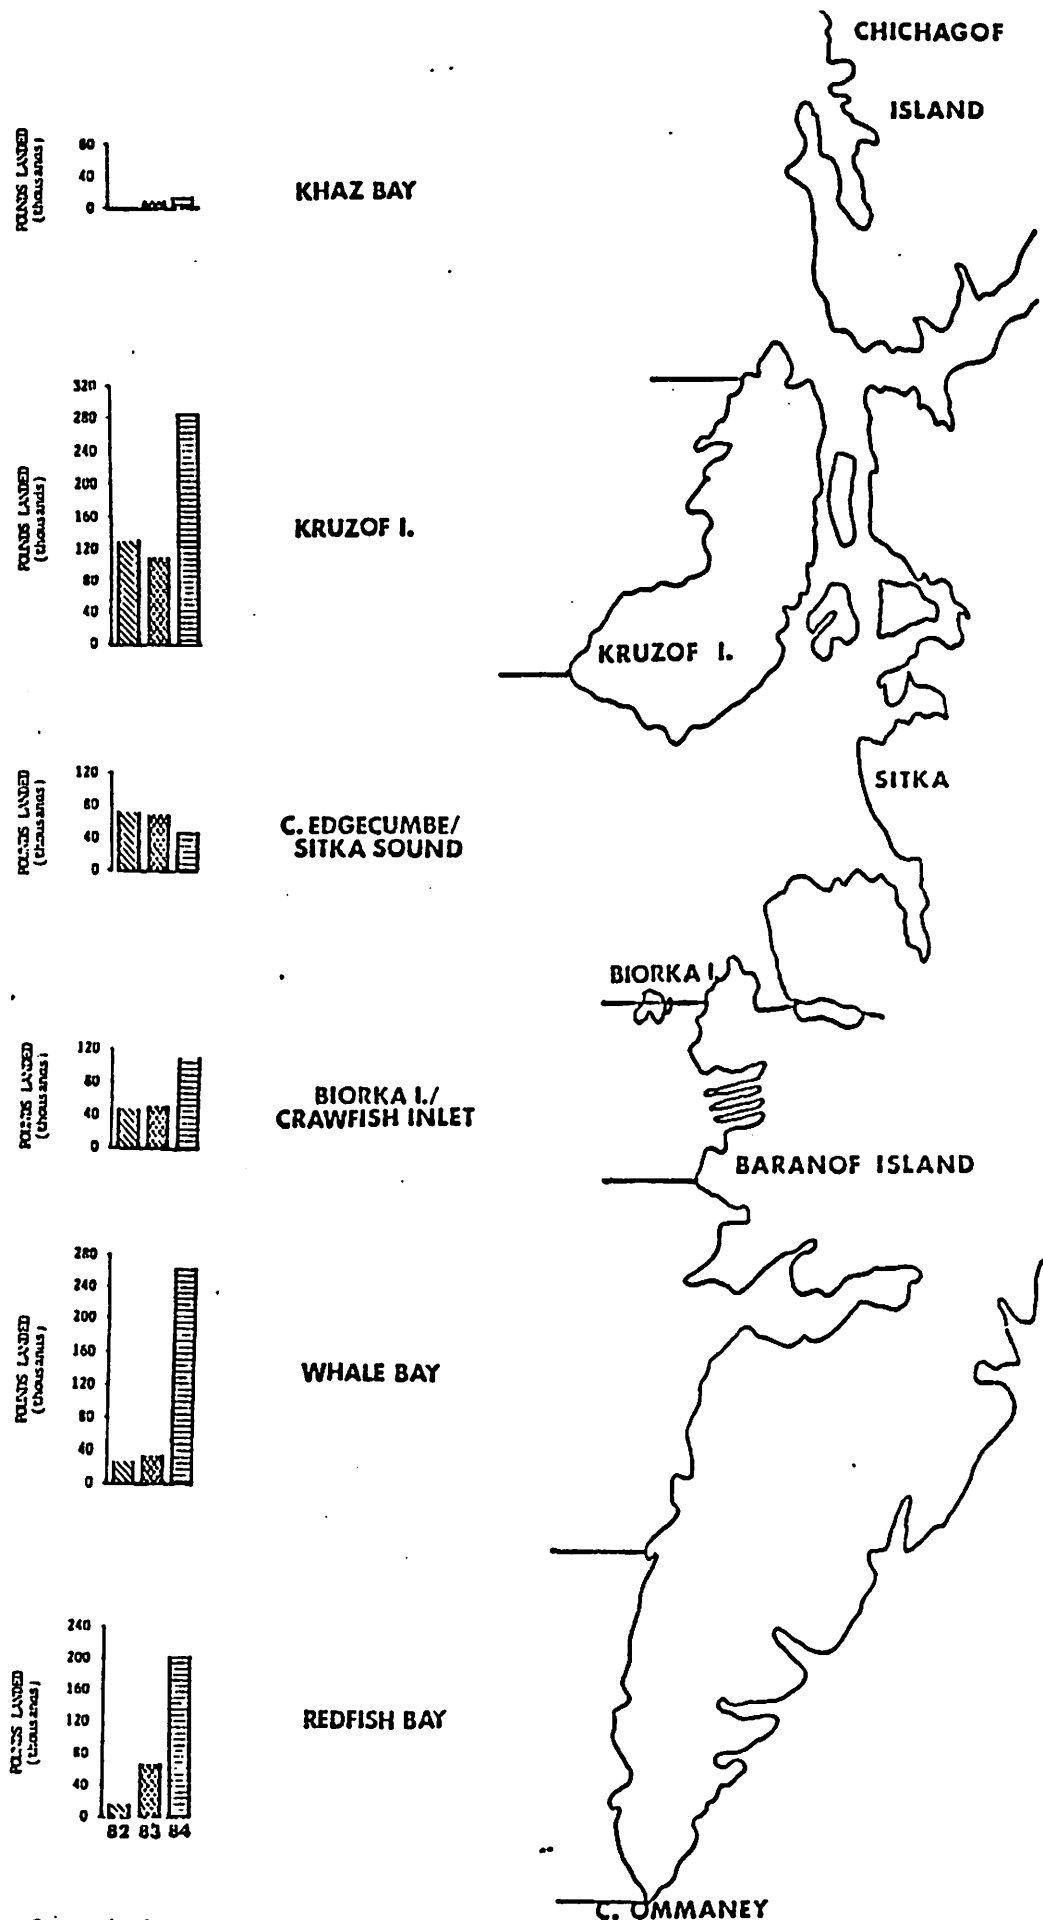 CHICHAGOF
ISLAND
POUNDS LANDED
(thousands)
60
40
0
KHAZ BAY
POUNDS LANDED
(thousands)
320
280
240
200
160
120
80
40
0
KRUZOF I.
KRUZOF I.
POUNDS LANDED
(thousands)
120
80
40
0
C. EDGECUMBE/
SITKA SOUND
SITKA
BIORKA I.
POUNDS LANDED
(thousands)
120
80
40
0
BIORKA I./
CRAWFISH INLET
BARANOF ISLAND
POUNDS LANDED
(thousands)
280
240
200
160
120
80
40
0
WHALE BAY
POUNDS LANDED
(thousands)
240
200
160
120
80
40
0
82 83 84
REDFISH BAY
C. OMMANEY